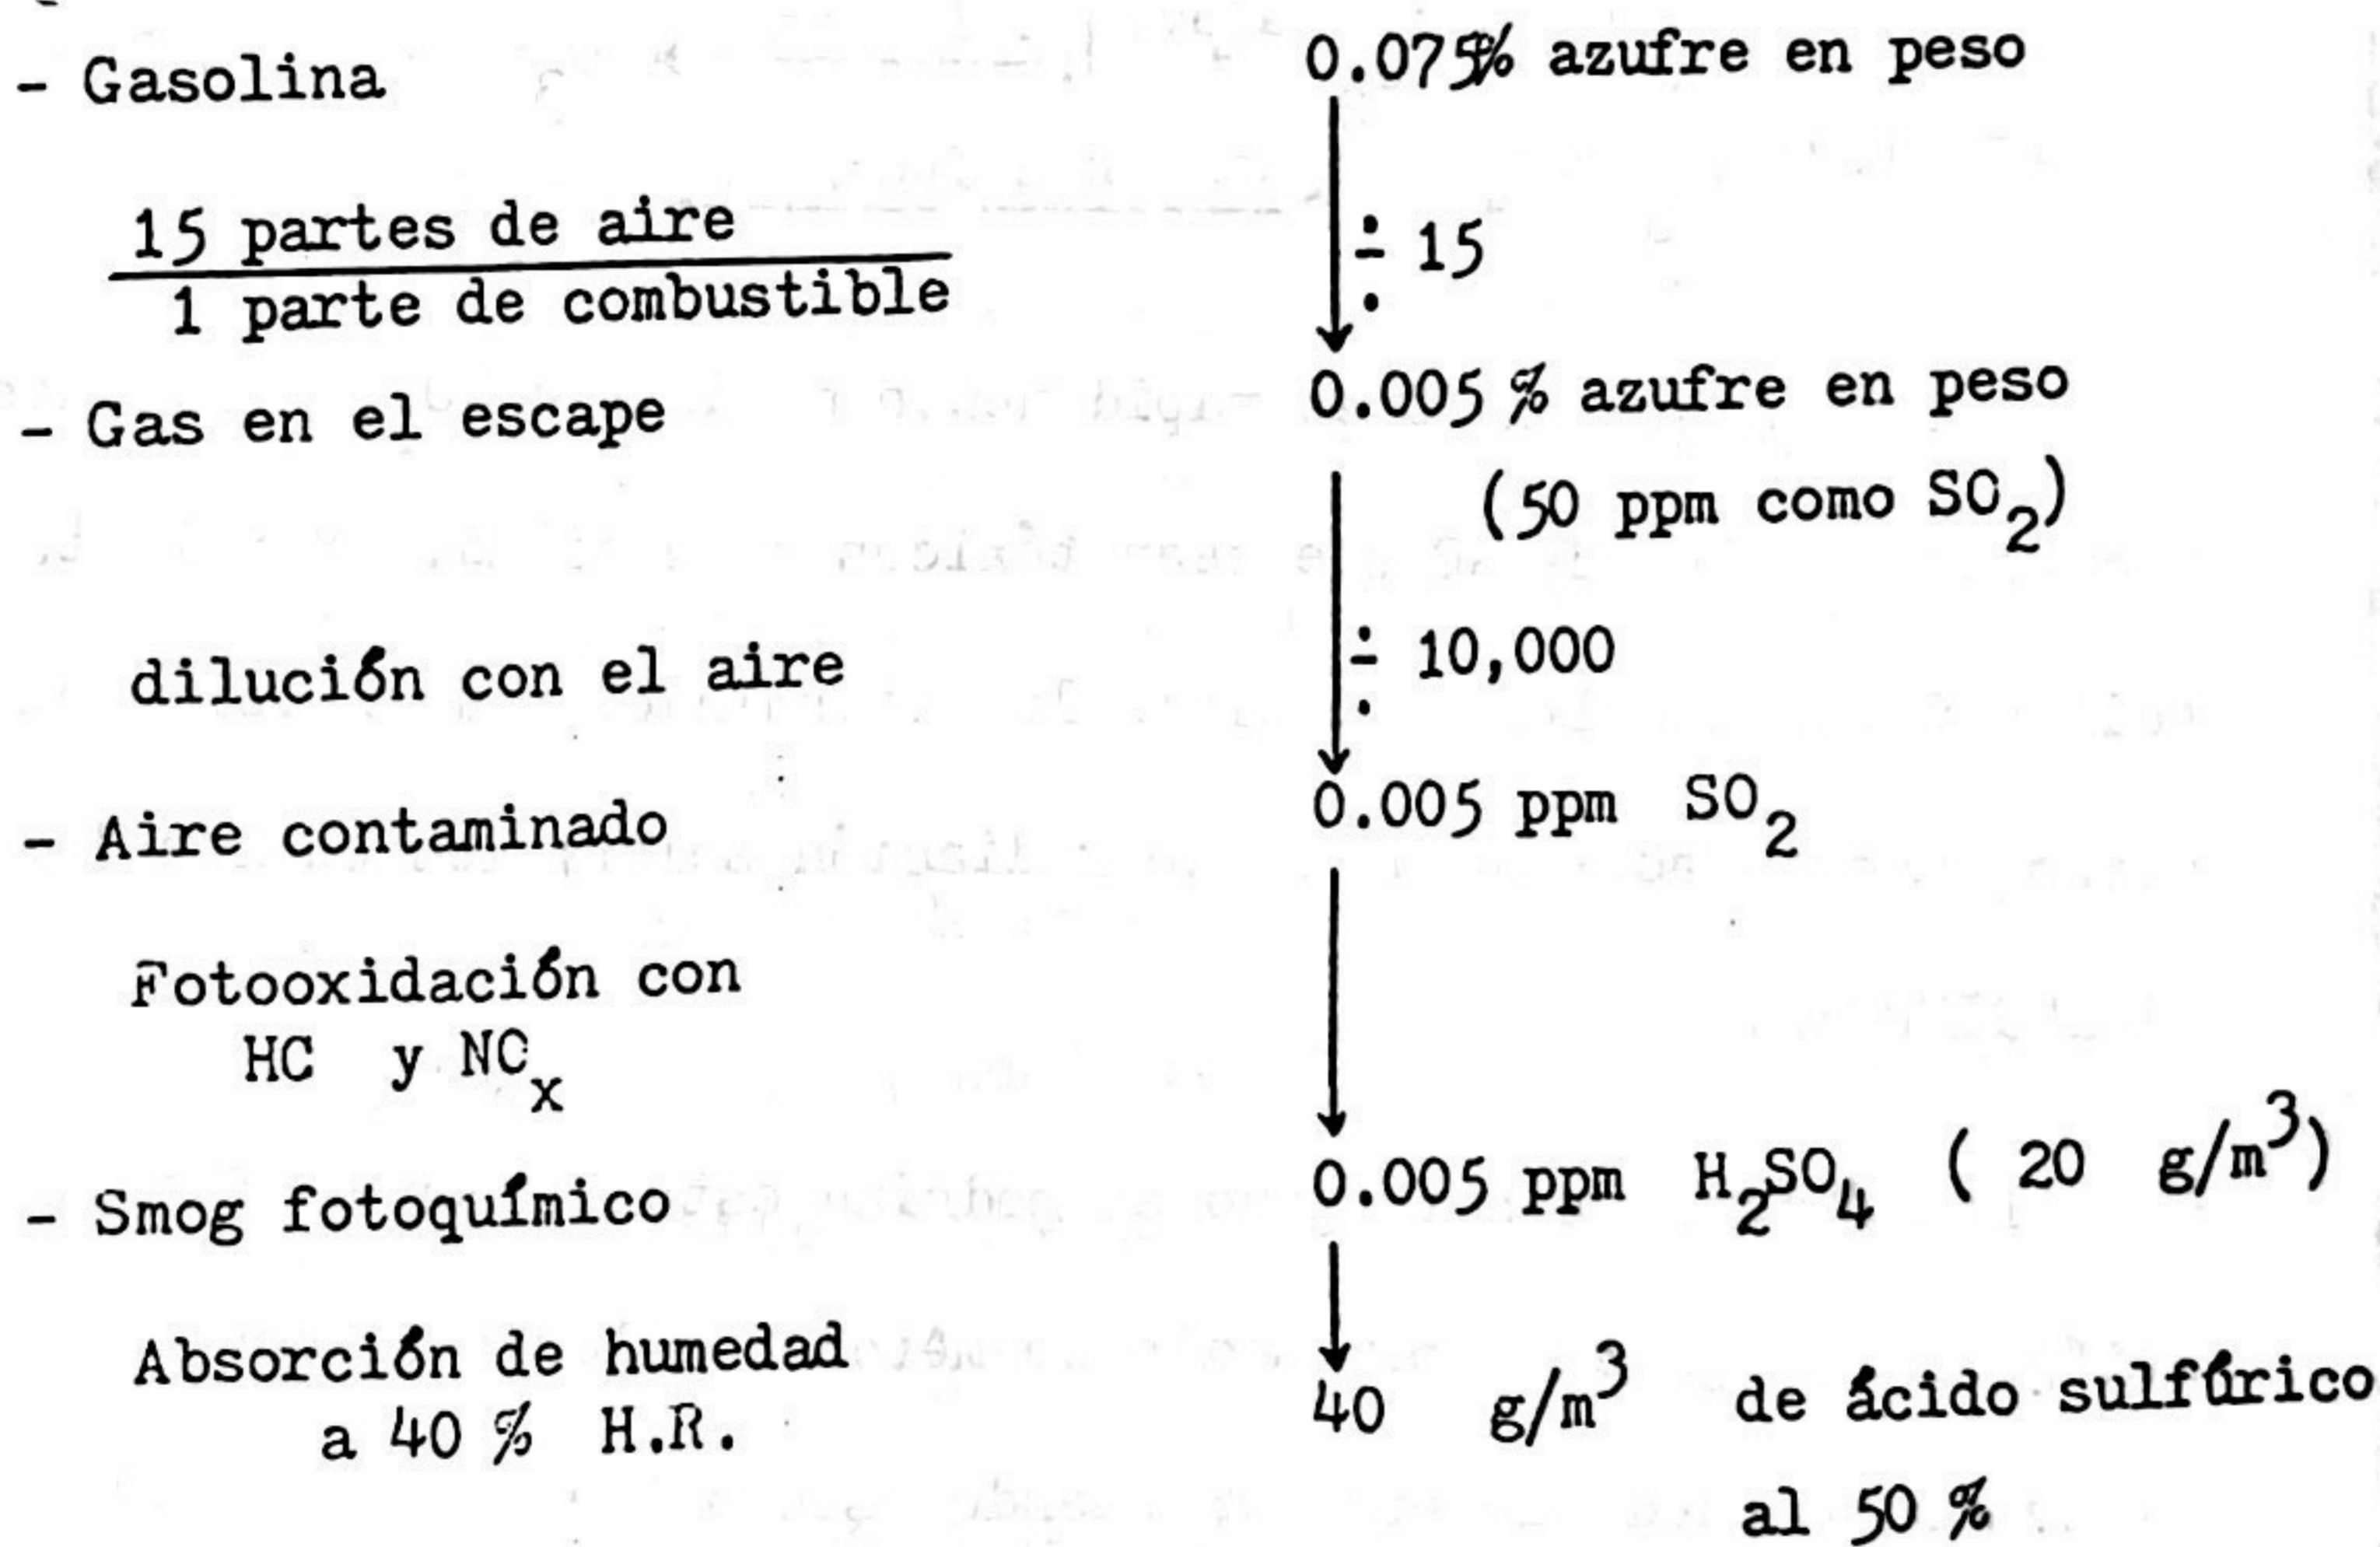 - Gasolina 0.075% azufre en peso
15 partes de aire
÷ 15
1 parte de combustible
- Gas en el escape 0.005 % azufre en peso
(50 ppm como SO2)
dilución con el aire ÷ 10,000
- Aire contaminado 0.005 ppm SO2
Fotooxidación con
HC y NOx
- Smog fotoquímico 0.005 ppm H2SO4 ( 20 g/m3)
Absorción de humedad 40 g/m3 de ácido sulfúrico
a 40 % H.R.
al 50 %